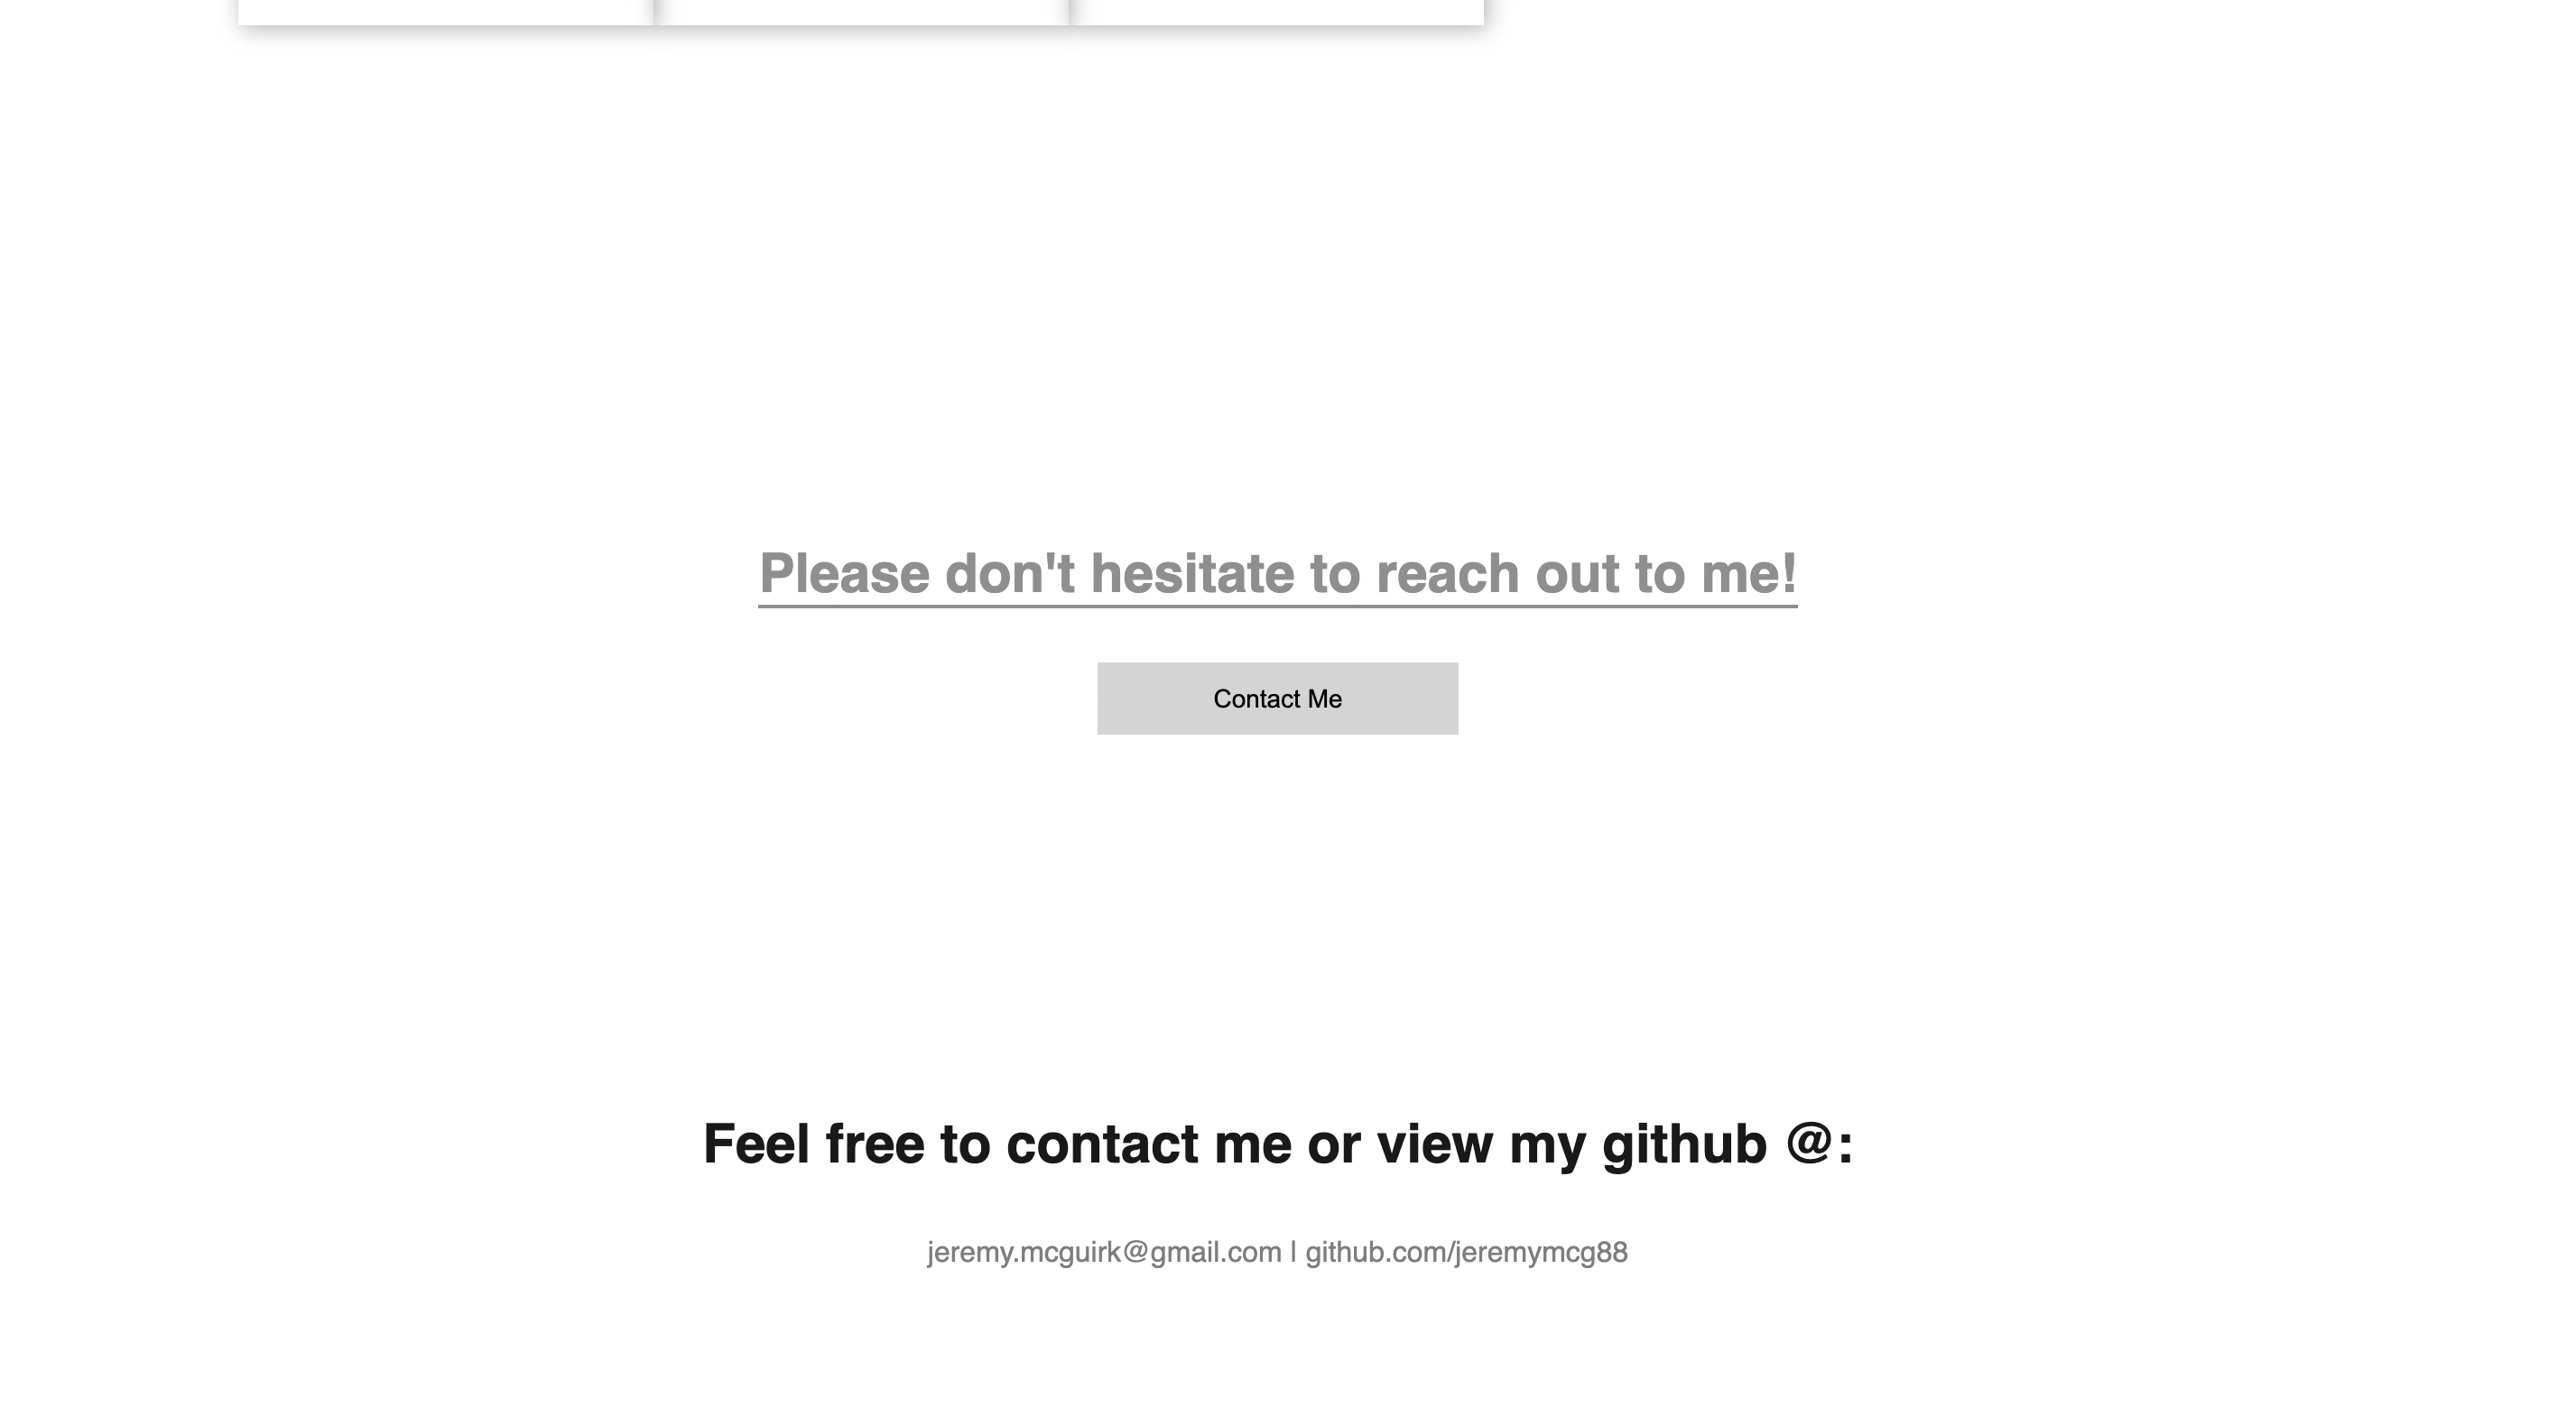 Please don't hesitate to reach out to me!
Contact Me
Feel free to contact me or view my github @:
jeremy.mcguirk@gmail.com | github.com/jeremymcg88